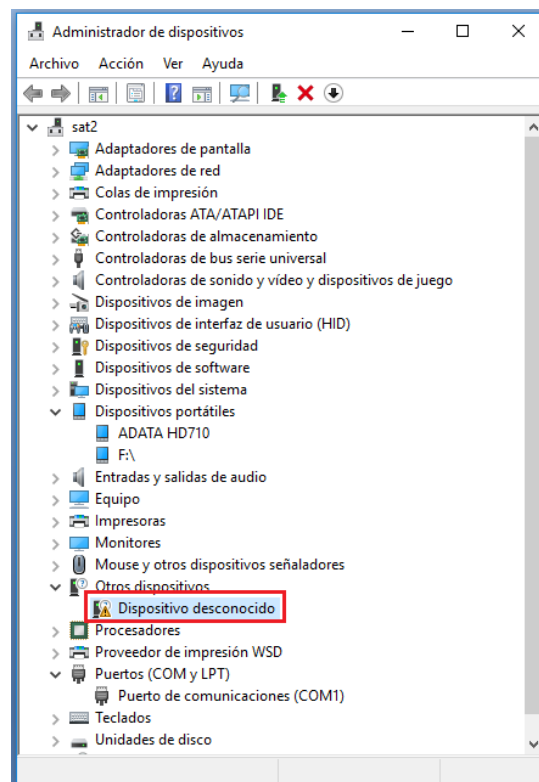 Administrador de dispositivos
Archivo Acción Ver Ayuda
sat2
Adaptadores de pantalla
Adaptadores de red
Colas de impresión
Controladoras ATA/ATAPI IDE
Controladoras de almacenamiento
Controladoras de bus serie universal
Controladoras de sonido y vídeo y dispositivos de juego
Dispositivos de imagen
Dispositivos de interfaz de usuario (HID)
Dispositivos de seguridad
Dispositivos de software
Dispositivos del sistema
Dispositivos portátiles
ADATA HD710
F:\
Entradas y salidas de audio
Equipo
Impresoras
Monitores
Mouse y otros dispositivos señaladores
Otros dispositivos
Dispositivo desconocido
Procesadores
Proveedor de impresión WSD
Puertos (COM y LPT)
Puerto de comunicaciones (COM1)
Teclados
Unidades de disco